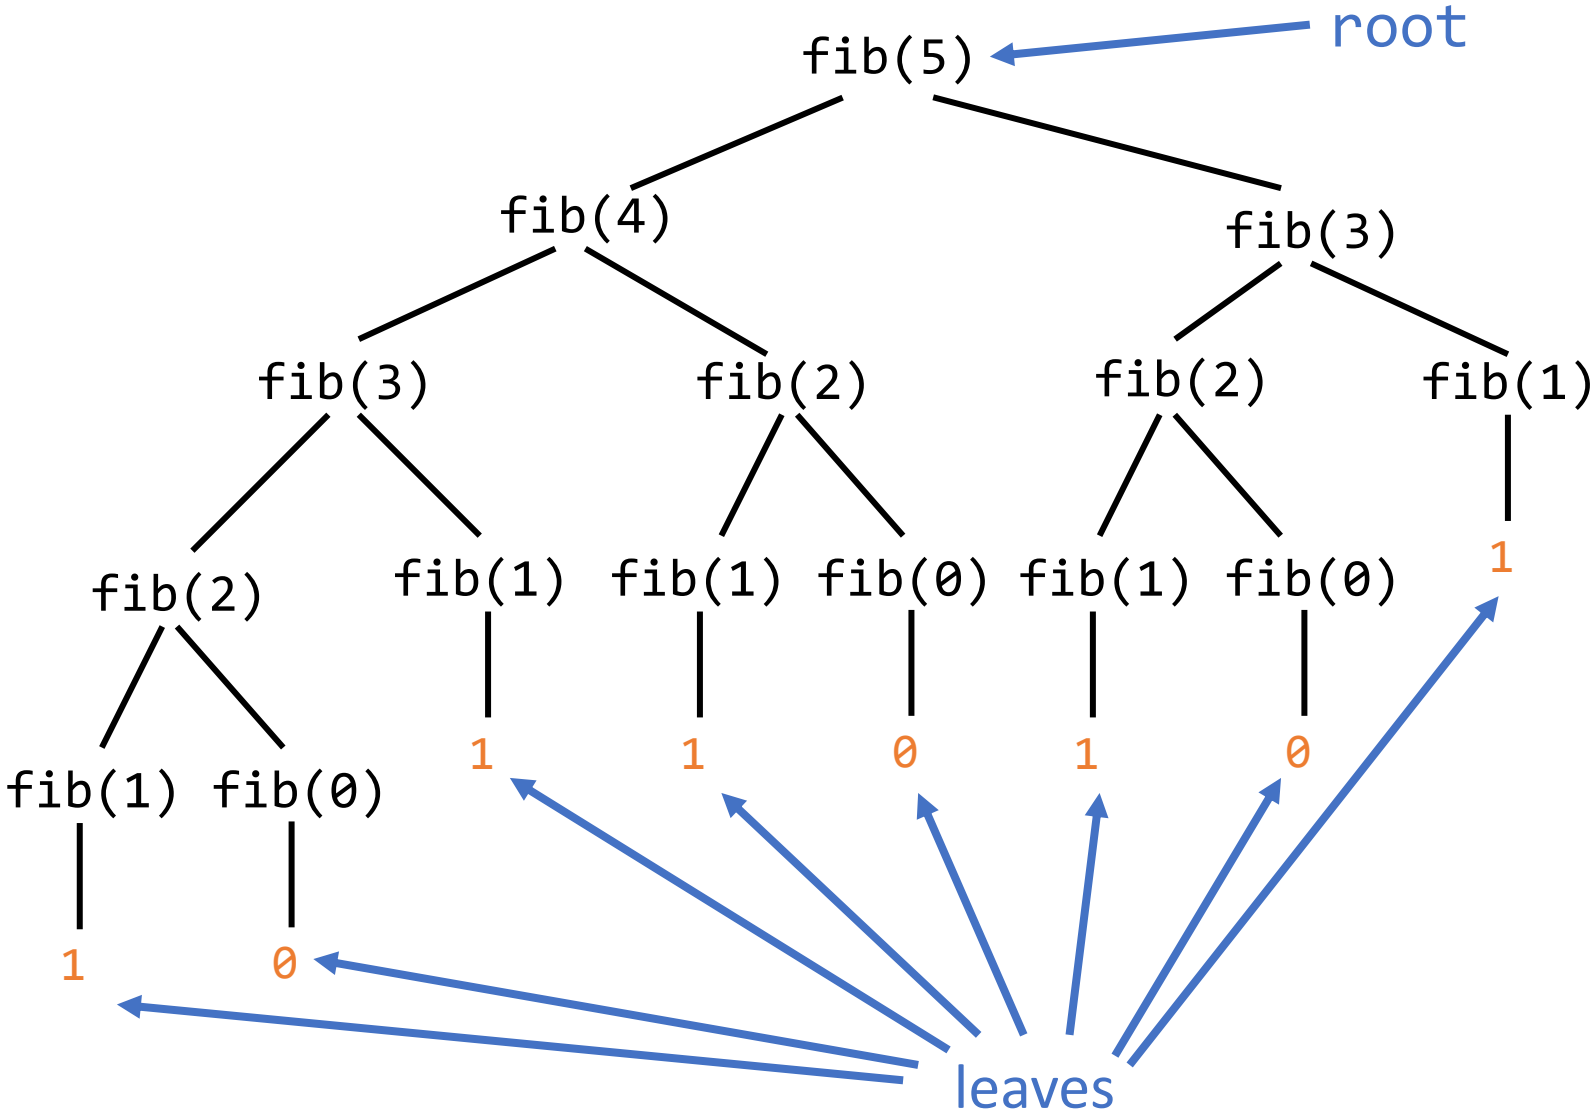 root
fib(5)
fib(4)
fib(3)
fib(3)
fib(2)
fib(2)
fib(1)
fib(2)
fib(1)
fib(1)
fib(0)
fib(1)
fib(0)
1
1
1
0
1
0
fib(1)
fib(0)
1
0
leaves